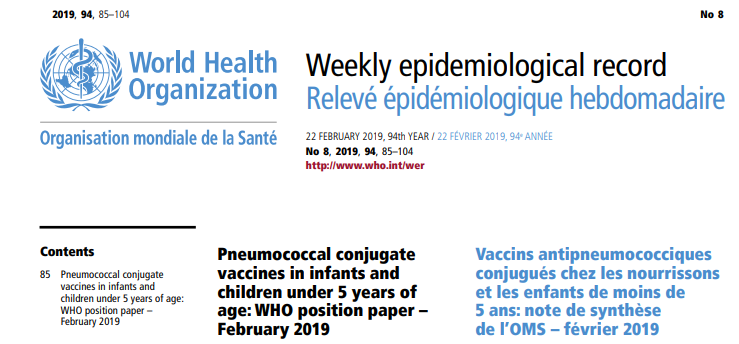 2019, 94, 85–104
No 8
World Health
Organization
Organisation mondiale de la Santé
Weekly epidemiological record
Relevé épidémiologique hebdomadaire
22 FEBRUARY 2019, 94th YEAR / 22 FÉVRIER 2019, 94e ANNÉE
No 8, 2019, 94, 85–104
http://www.who.int/wer
Contents
85 Pneumococcal conjugate
vaccines in infants and
children under 5 years of age:
WHO position paper –
February 2019
Pneumococcal conjugate
vaccines in infants and
children under 5 years of
age: WHO position paper –
February 2019
Vaccins antipneumococciques
conjugués chez les nourrissons
et les enfants de moins de
5 ans: note de synthèse
de l’OMS – février 2019